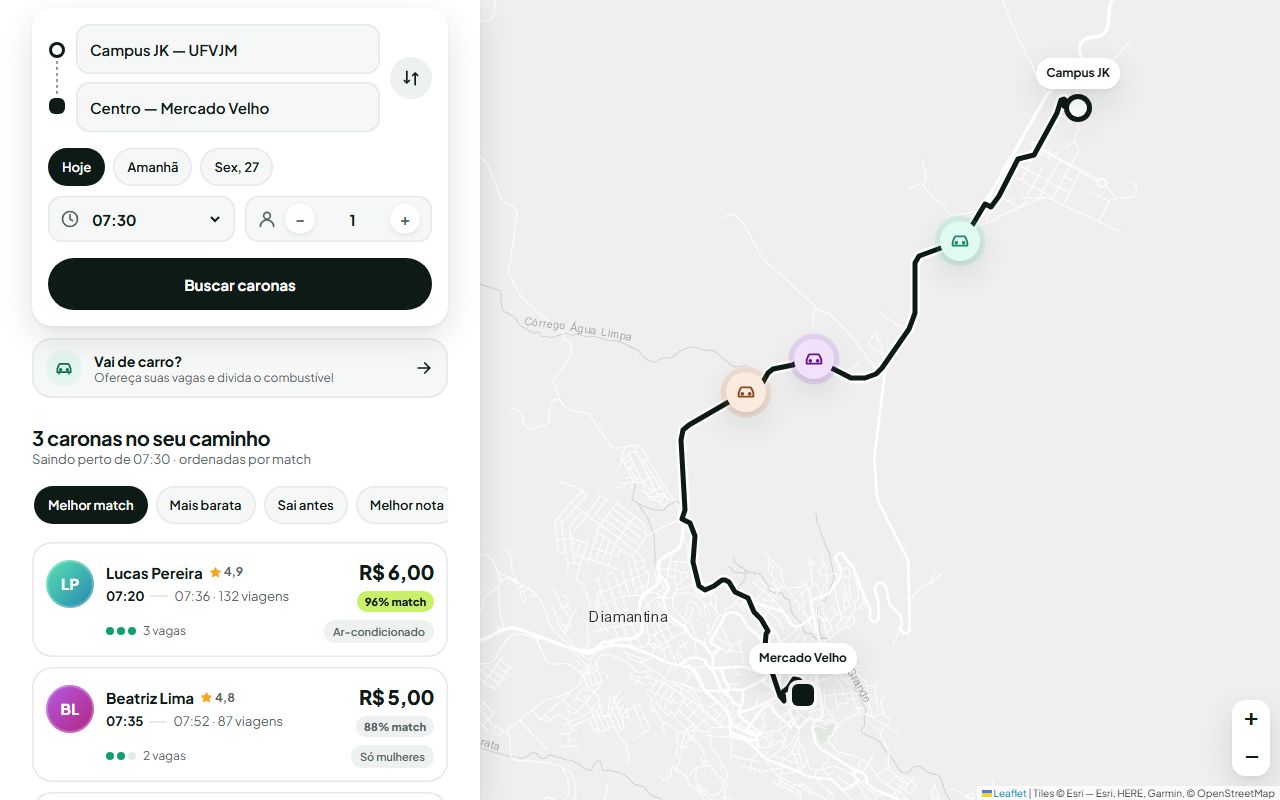 Campus JK — UFVJM
Centro — Mercado Velho
Hoje
Amanhã
Sex, 27
07:30
−
1
+
Buscar caronas
Vai de carro?
Ofereça suas vagas e divida o combustível
3 caronas no seu caminho
Saindo perto de 07:30 · ordenadas por match
Melhor match
Mais barata
Sai antes
Melhor nota
LP
Lucas Pereira
4,9
R$ 6,00
07:20 — 07:36 · 132 viagens
96% match
3 vagas
Ar-condicionado
BL
Beatriz Lima
4,8
R$ 5,00
07:35 — 07:52 · 87 viagens
88% match
2 vagas
Só mulheres
Campus JK
Córrego Água Limpa
Diamantina
Mercado Velho
Grande
rata
+
−
Leaflet | Tiles © Esri — Esri, HERE, Garmin, © OpenStreetMap